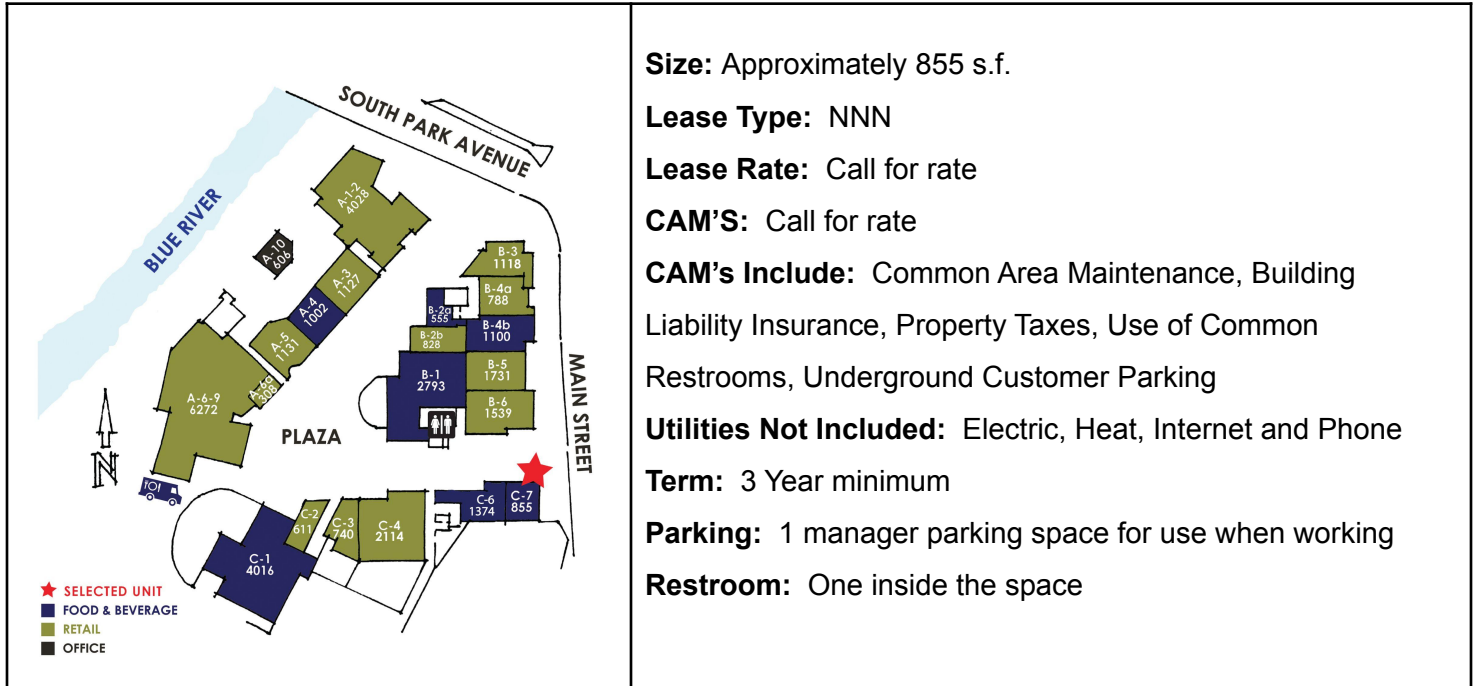 SOUTH PARK AVENUE
BLUE RIVER
A-1-2
4028
A-10
606
A-3
1127
A-4
1002
A-5
1131
A-6a
308
A-6-9
6272
B-3
1118
B-4a
788
B-2a
555
B-4b
1100
B-2b
828
B-1
2793
B-5
1731
B-6
1539
MAIN STREET
PLAZA
N
C-6
1374
C-7
855
C-2
611
C-3
740
C-4
2114
C-1
4016
SELECTED UNIT
FOOD & BEVERAGE
RETAIL
OFFICE
Size: Approximately 855 s.f.
Lease Type: NNN
Lease Rate: Call for rate
CAM'S: Call for rate
CAM's Include: Common Area Maintenance, Building
Liability Insurance, Property Taxes, Use of Common
Restrooms, Underground Customer Parking
Utilities Not Included: Electric, Heat, Internet and Phone
Term: 3 Year minimum
Parking: 1 manager parking space for use when working
Restroom: One inside the space